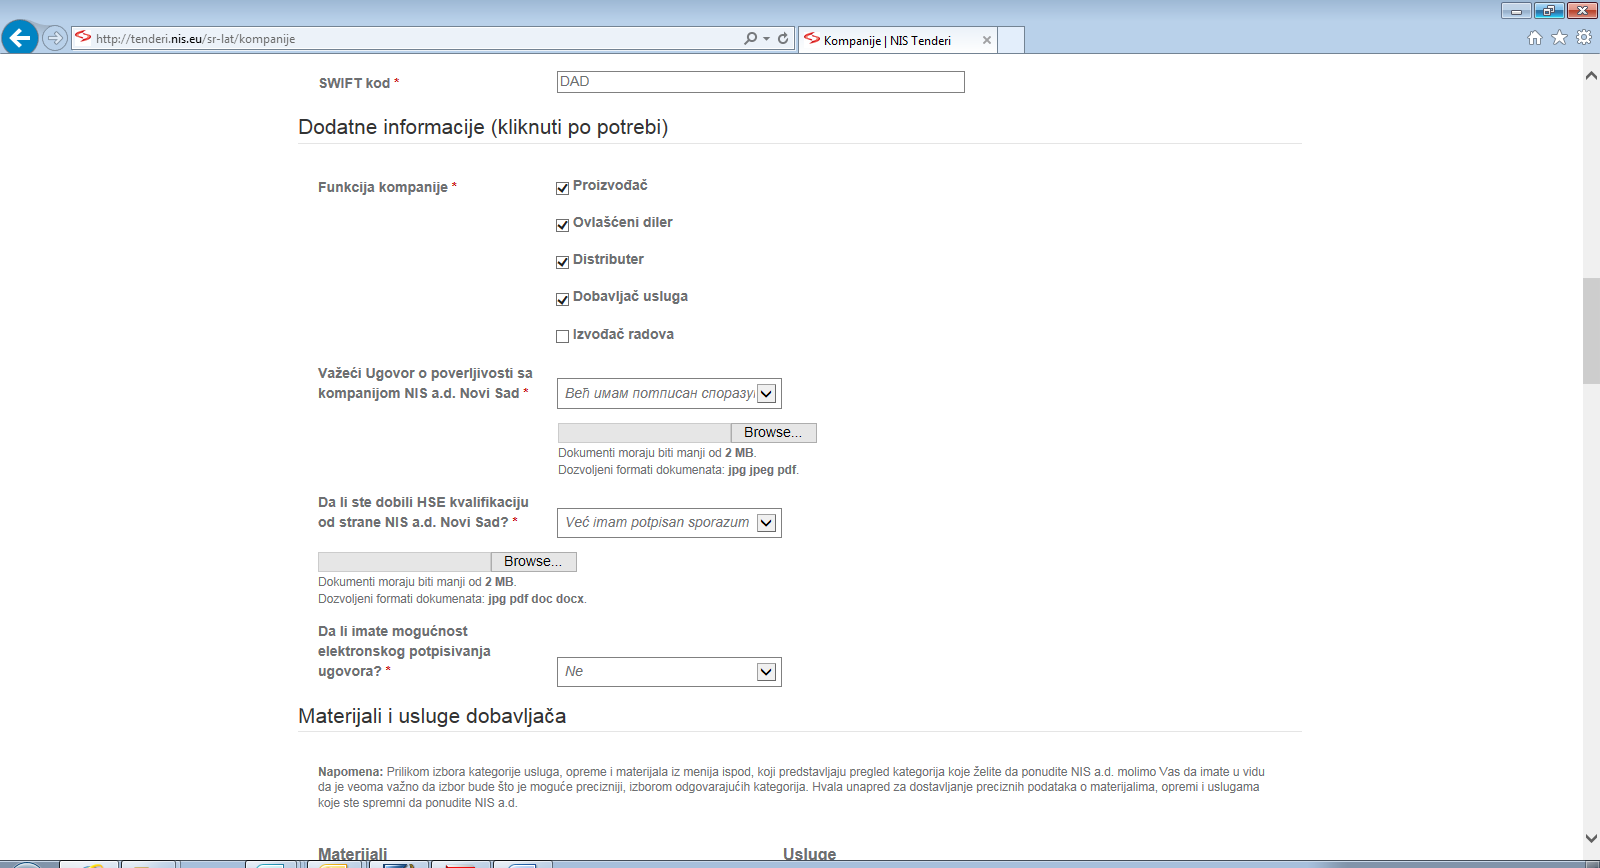 http://tenderi.nis.eu/sr-lat/kompanije
Kompanije | NIS Tenderi
SWIFT kod *
DAD
Dodatne informacije (kliknuti po potrebi)
Funkcija kompanije *
Proizvođač
Ovlašćeni diler
Distributer
Dobavljač usluga
Izvođač radova
Važeći Ugovor o poverljivosti sa
kompanijom NIS a.d. Novi Sad *
Већ имам потписан споразу
Browse...
Dokumenti moraju biti manji od 2 MB.
Dozvoljeni formati dokumenata: jpg jpeg pdf.
Da li ste dobili HSE kvalifikaciju
od strane NIS a.d. Novi Sad? *
Već imam potpisan sporazum
Browse...
Dokumenti moraju biti manji od 2 MB.
Dozvoljeni formati dokumenata: jpg pdf doc docx.
Da li imate mogućnost
elektronskog potpisivanja
ugovora? *
Ne
Materijali i usluge dobavljača
Napomena: Prilikom izbora kategorije usluga, opreme i materijala iz menija ispod, koji predstavljaju pregled kategorija koje želite da ponudite NIS a.d. molimo Vas da imate u vidu
da je veoma važno da izbor bude što je moguće precizniji, izborom odgovarajućih kategorija. Hvala unapred za dostavljanje preciznih podataka o materijalima, opremi i uslugama
koje ste spremni da ponudite NIS a.d.
Materijali
Usluge